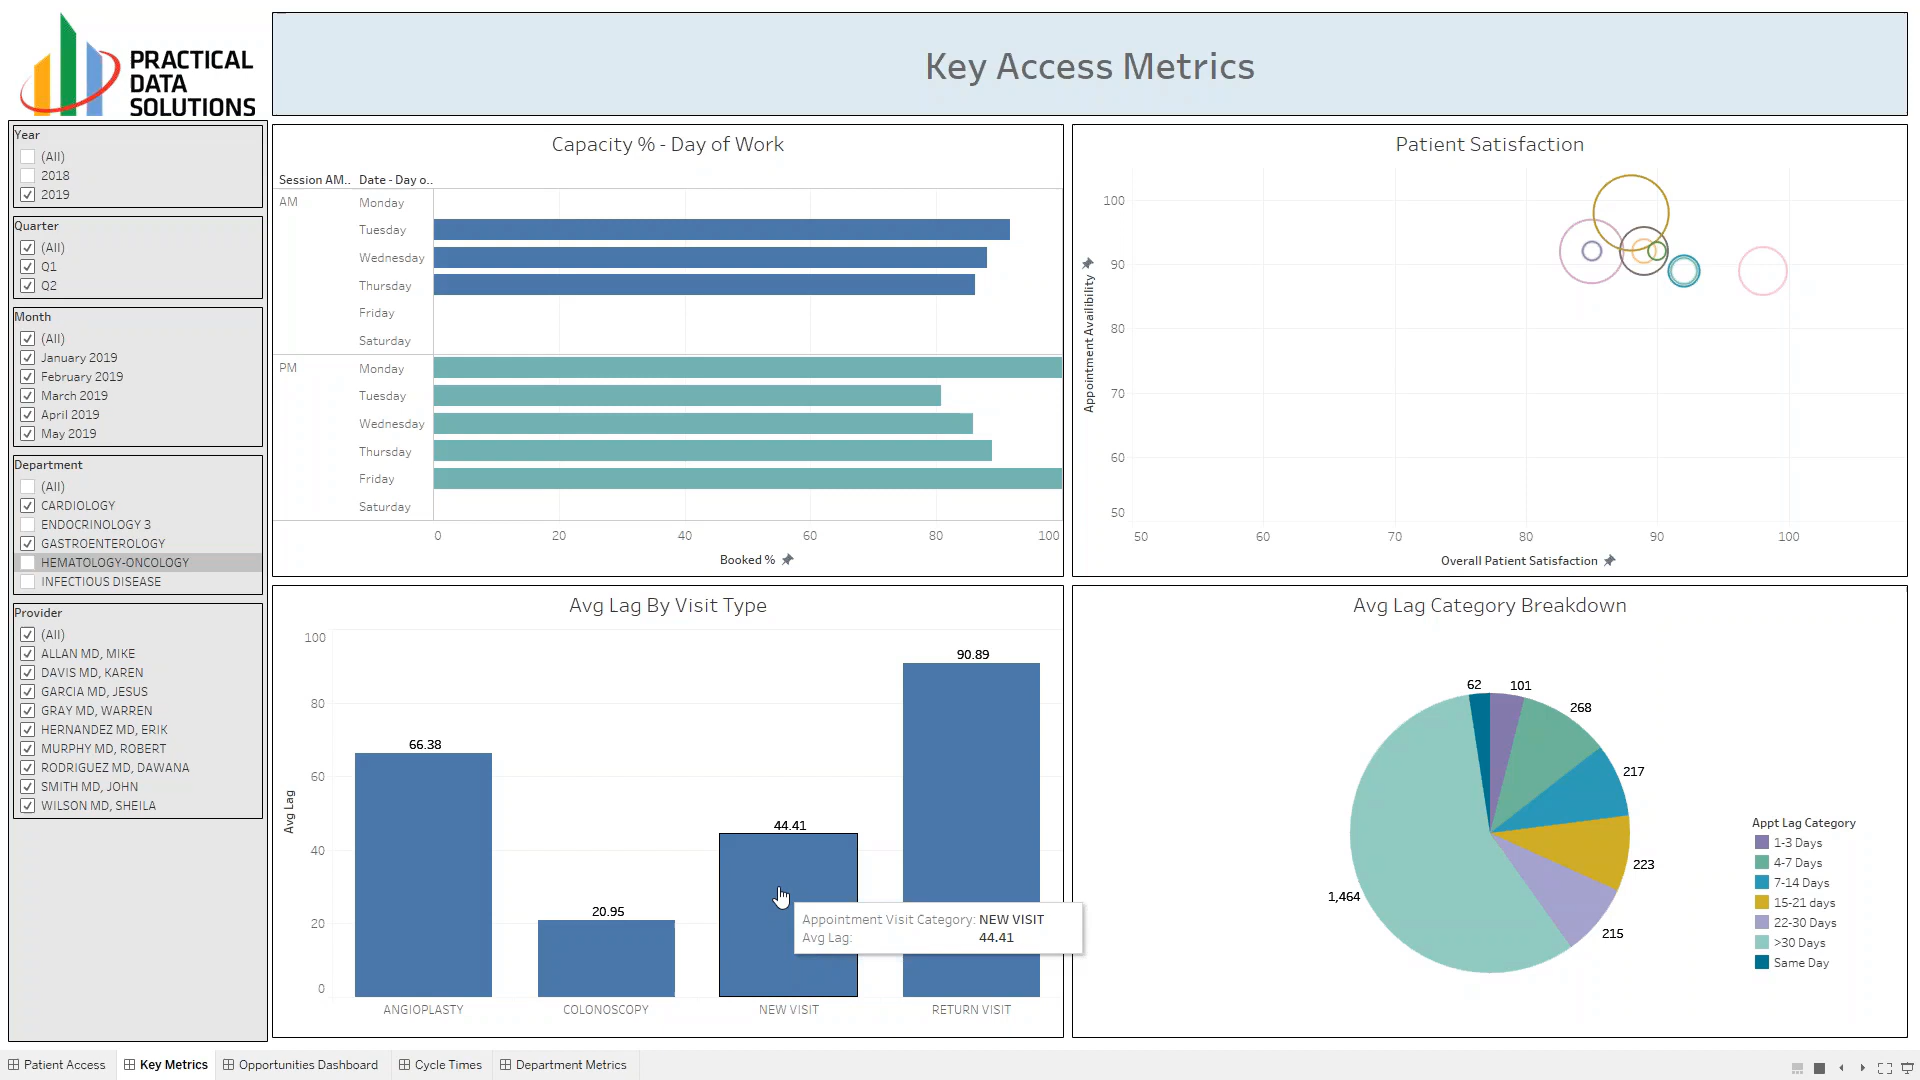 PRACTICAL
DATA
SOLUTIONS
Key Access Metrics
Year
(All)
2018
2019
Quarter
(All)
Q1
Q2
Month
(All)
January 2019
February 2019
March 2019
April 2019
May 2019
Department
(All)
CARDIOLOGY
ENDOCRINOLOGY 3
GASTROENTEROLOGY
HEMATOLOGY-ONCOLOGY
INFECTIOUS DISEASE
Provider
(All)
ALLAN MD, MIKE
DAVIS MD, KAREN
GARCIA MD, JESUS
GRAY MD, WARREN
HERNANDEZ MD, ERIK
MURPHY MD, ROBERT
RODRIGUEZ MD, DAWANA
SMITH MD, JOHN
WILSON MD, SHEILA
Capacity % - Day of Work
Session AM.. Date - Day o..
AM Monday
Tuesday
Wednesday
Thursday
Friday
Saturday
PM Monday
Tuesday
Wednesday
Thursday
Friday
Saturday
0 20 40 60 80 100
Booked %
Patient Satisfaction
100
90
80
70
60
50
Appointment Availibility
50 60 70 80 90 100
Overall Patient Satisfaction
Avg Lag By Visit Type
100
80
60
40
20
0
Avg Lag
66.38
20.95
44.41
90.89
Appointment Visit Category: NEW VISIT
Avg Lag: 44.41
ANGIOPLASTY COLONOSCOPY NEW VISIT RETURN VISIT
Avg Lag Category Breakdown
62
101
268
217
223
215
1,464
Appt Lag Category
1-3 Days
4-7 Days
7-14 Days
15-21 days
22-30 Days
>30 Days
Same Day
Patient Access Key Metrics Opportunities Dashboard Cycle Times Department Metrics